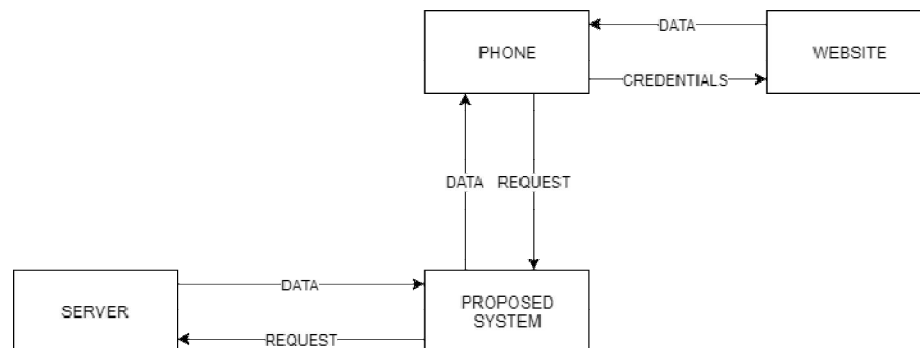 DATA
PHONE
WEBSITE
CREDENTIALS
DATA
REQUEST
DATA
SERVER
PROPOSED
SYSTEM
REQUEST